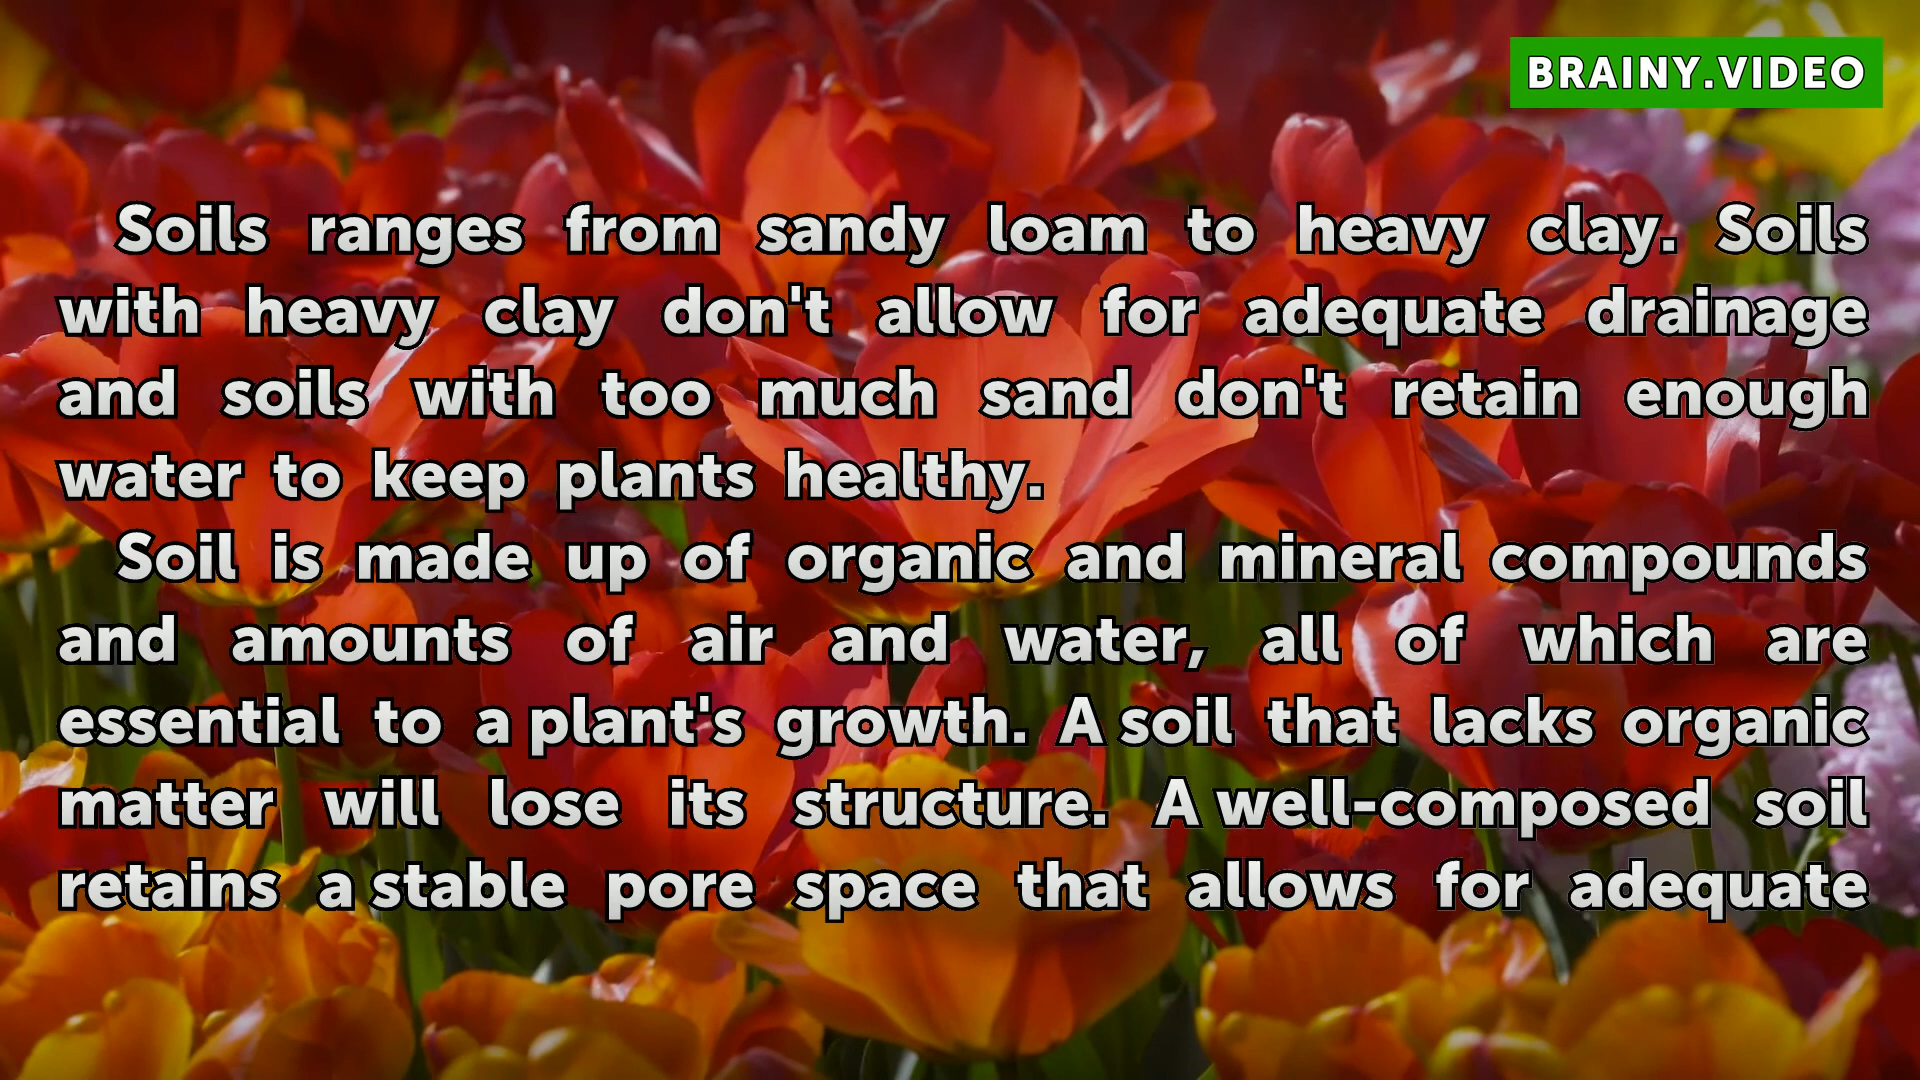 BRAINY.VIDEO
Soils ranges from sandy loam to heavy clay. Soils
with heavy clay don't allow for adequate drainage
and soils with too much sand don't retain enough
water to keep plants healthy.
Soil is made up of organic and mineral compounds
and amounts of air and water, all of which are
essential to a plant's growth. A soil that lacks organic
matter will lose its structure. A well-composed soil
retains a stable pore space that allows for adequate